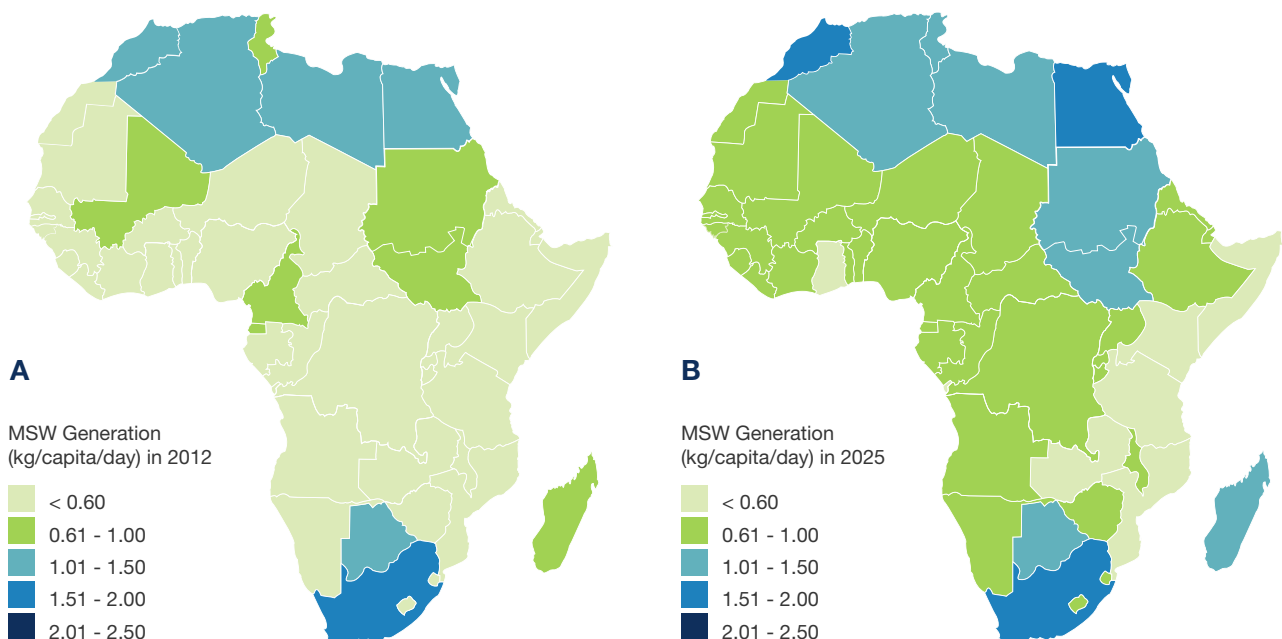 A
MSW Generation
(kg/capita/day) in 2012
< 0.60
0.61 - 1.00
1.01 - 1.50
1.51 - 2.00
2.01 - 2.50
B
MSW Generation
(kg/capita/day) in 2025
< 0.60
0.61 - 1.00
1.01 - 1.50
1.51 - 2.00
2.01 - 2.50